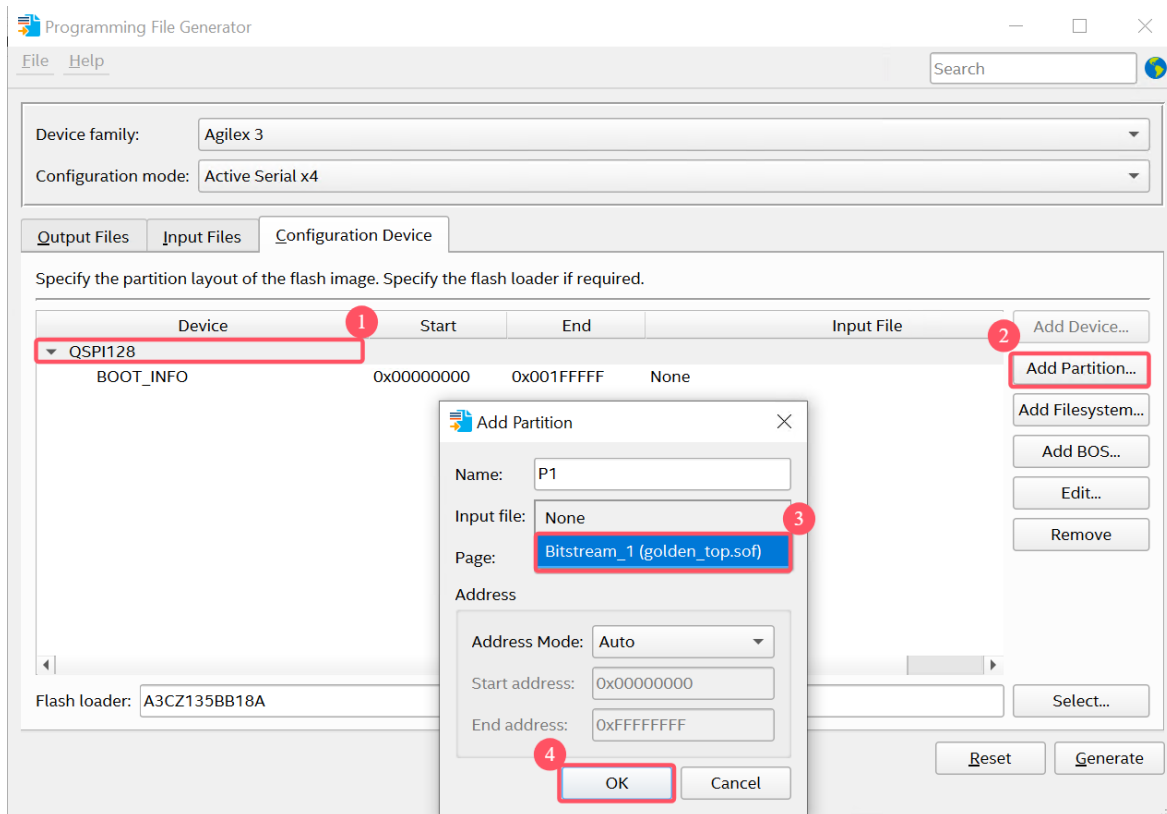 Programming File Generator
File Help
Search
Device family: Agilex 3
Configuration mode: Active Serial x4
Output Files Input Files Configuration Device
Specify the partition layout of the flash image. Specify the flash loader if required.
Device 1 Start End Input File 2 Add Device...
QSPI128
Add Partition...
BOOT_INFO 0x00000000 0x001FFFFF None
Add Filesystem...
Add Partition
Add BOS...
Name: P1
Edit...
Input file: None 3
Remove
Page: Bitstream_1 (golden_top.sof)
Address
Address Mode: Auto
Start address: 0x00000000
Flash loader: A3CZ135BB18A Select...
End address: 0xFFFFFFFF
4
Reset Generate
OK Cancel